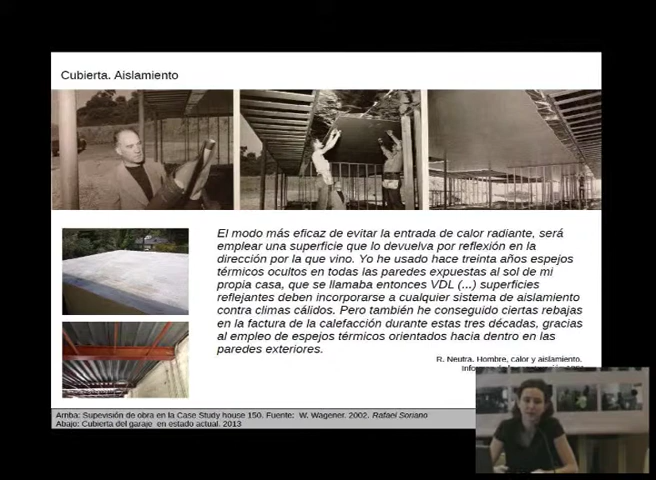 Cubierta. Aislamiento
El modo más eficaz de evitar la entrada de calor radiante, será
emplear una superficie que lo devuelva por reflexión en la
dirección por la que vino. Yo he usado hace treinta años espejos
térmicos ocultos en todas las paredes expuestas al sol de mi
propia casa, que se llamaba entonces VDL (...) superficies
reflejantes deben incorporarse a cualquier sistema de aislamiento
contra climas cálidos. Pero también he conseguido ciertas rebajas
en la factura de la calefacción durante estas tres décadas, gracias
al empleo de espejos térmicos orientados hacia dentro en las
paredes exteriores.
R. Neutra. Hombre, calor y aislamiento.
Arriba: Supevisión de obra en la Case Study house 150. Fuente: W. Wagener. 2002. Rafael Soriano
Abajo: Cubierta del garaje en estado actual. 2013